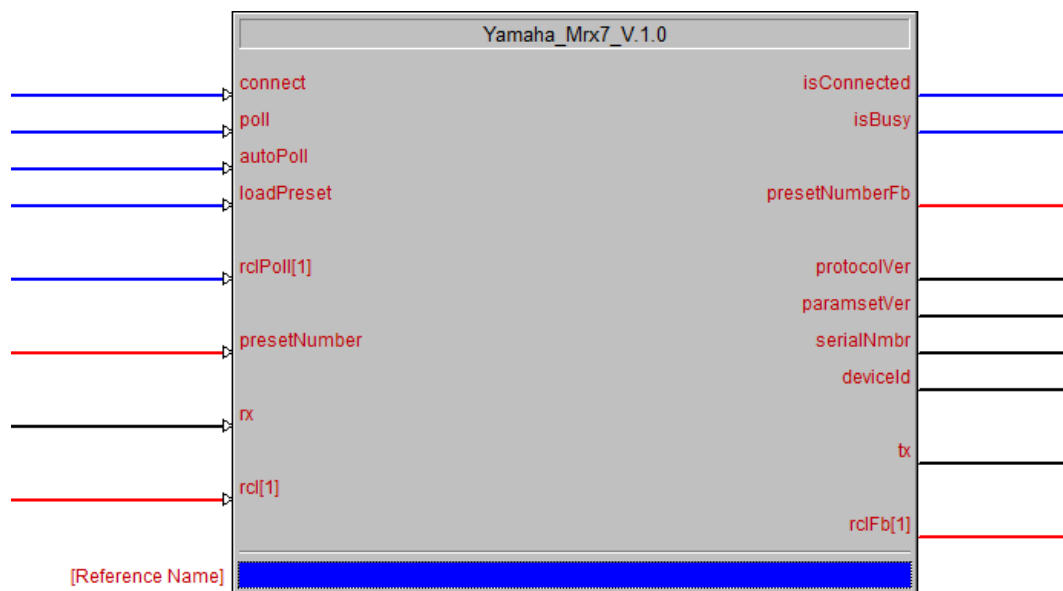 Yamaha_Mrx7_V.1.0
connect
isConnected
poll
isBusy
autoPoll
loadPreset
presetNumberFb
rclPoll[1]
protocolVer
paramsetVer
presetNumber
serialNmbr
deviceId
rx
tx
rcl[1]
rclFb[1]
[Reference Name]